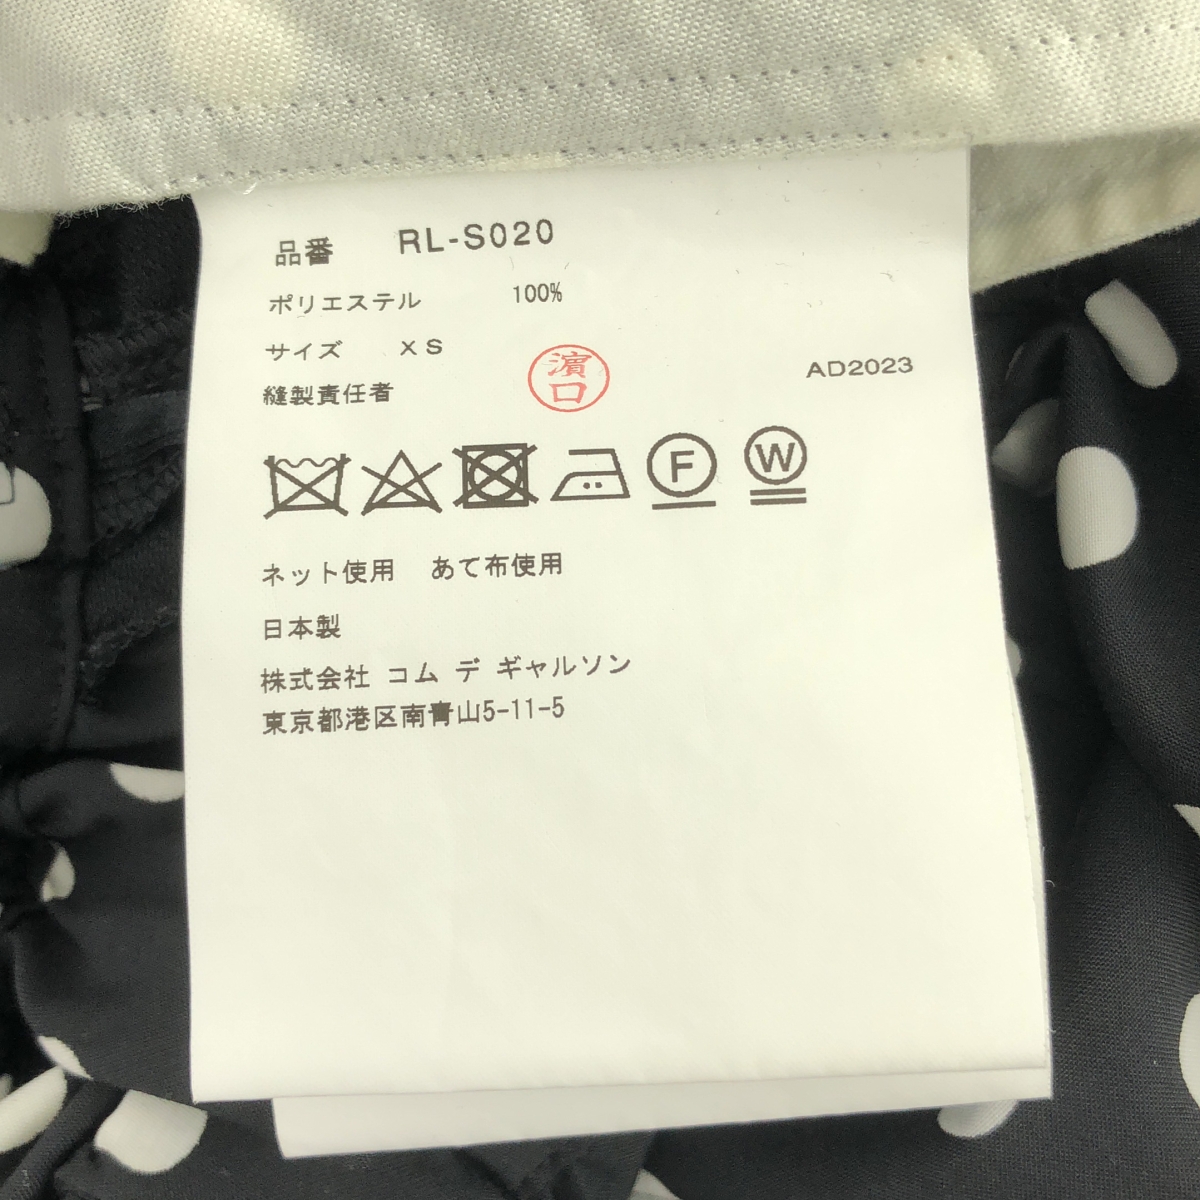 品番 RL-S020
ポリエステル 100%
サイズ XS
縫製責任者 濵口 AD2023
F W
ネット使用 あて布使用
日本製
株式会社 コム デ ギャルソン
東京都港区南青山5-11-5